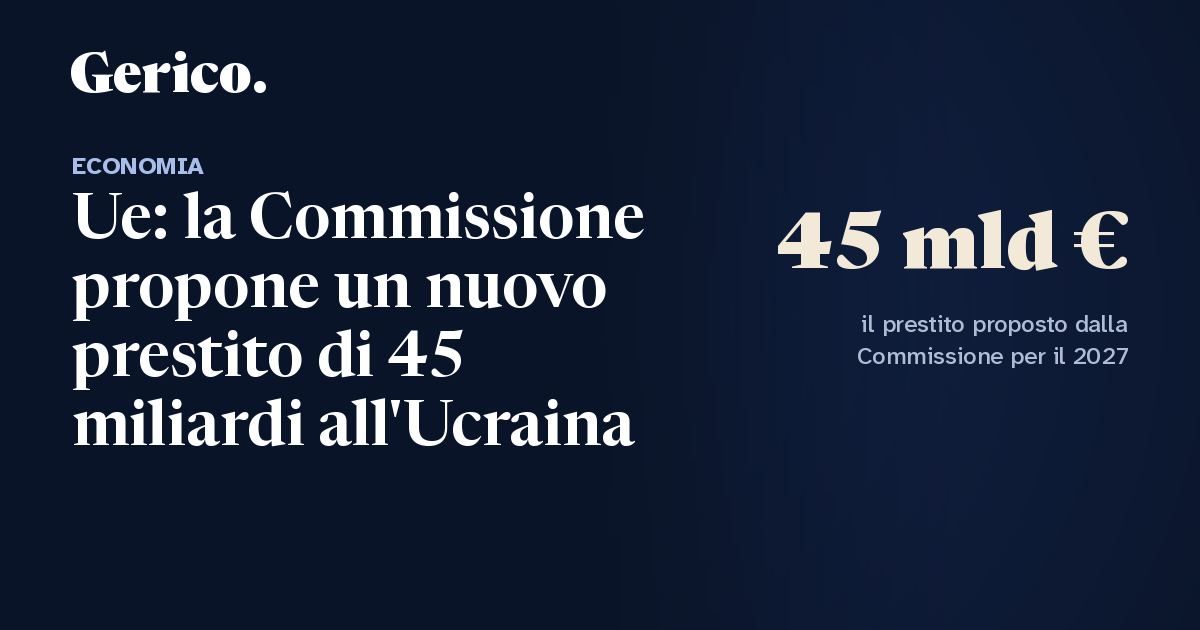 Gerico.
ECONOMIA
Ue: la Commissione
propone un nuovo
prestito di 45
miliardi all'Ucraina
45 mld €
il prestito proposto dalla
Commissione per il 2027